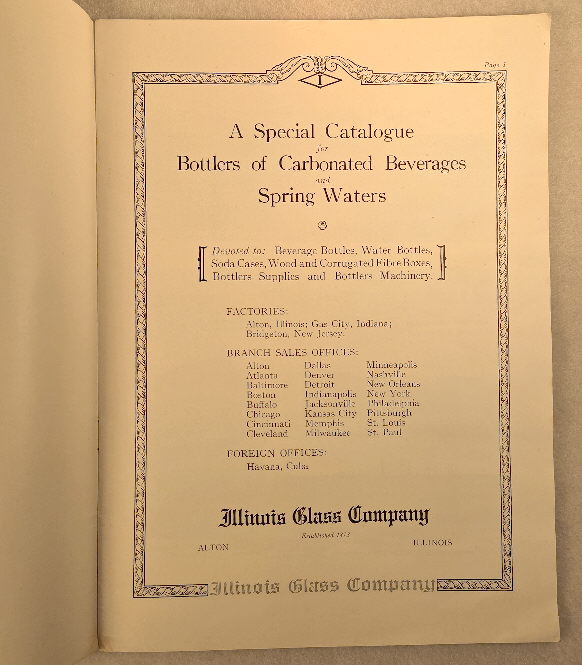 Page 1
I
A Special Catalogue
for
Bottlers of Carbonated Beverages
and
Spring Waters
Devoted to: Beverage Bottles, Water Bottles,
Soda Cases, Wood and Corrugated Fibre Boxes,
Bottlers Supplies and Bottlers Machinery.
FACTORIES:
Alton, Illinois; Gas City, Indiana;
Bridgeton, New Jersey.
BRANCH SALES OFFICES:
Alton Dallas Minneapolis
Atlanta Denver Nashville
Baltimore Detroit New Orleans
Boston Indianapolis New York
Buffalo Jacksonville Philadelphia
Chicago Kansas City Pittsburgh
Cincinnati Memphis St. Louis
Cleveland Milwaukee St. Paul
FOREIGN OFFICES:
Havana, Cuba
Illinois Glass Company
Established 1873
ALTON ILLINOIS
Illinois Glass Company